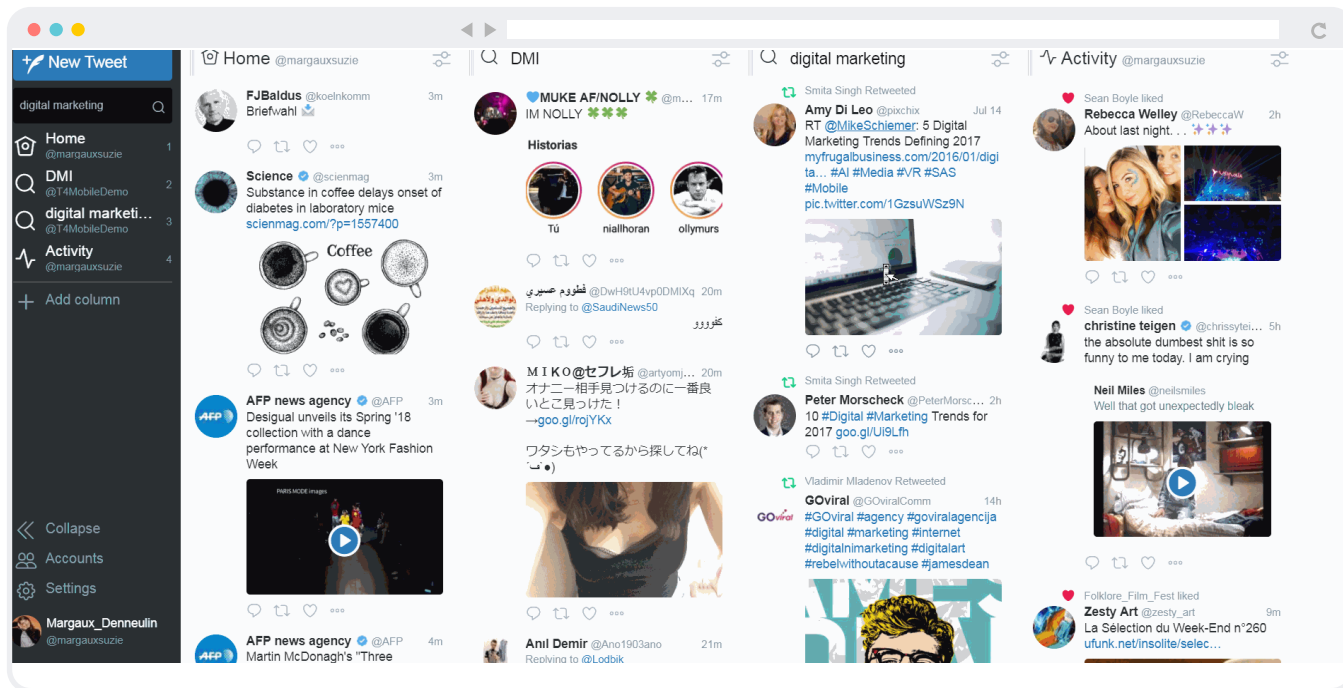 New Tweet
digital marketing
Home
@margauxsuzie
1
DMI
@T4MobileDemo
2
digital marketi...
@T4MobileDemo
3
Activity
@margauxsuzie
4
Add column
Collapse
Accounts
Settings
Margaux_Denneulin
@margauxsuzie
Home @margauxsuzie
FJBaldus @koelnkomm 3m
Briefwahl
Science @scienmag 3m
Substance in coffee delays onset of
diabetes in laboratory mice
scienmag.com/?p=1557400
Coffee
AFP news agency @AFP 3m
Desigual unveils its Spring '18
collection with a dance
performance at New York Fashion
Week
PARIS MODE images
AFP news agency @AFP 4m
Martin McDonagh's "Three
DMI
💙MUKE AF/NOLLY 🍀 @m... 17m
IM NOLLY 🍀🍀🍀
Historias
Tú niallhoran ollymurs
فطووم عسيري @DwH9tU4vp0DMIXq 20m
Replying to @SaudiNews50
كفوووو
M I K O@セフレ垢 @artyomj... 20m
オナニー相手見つけるのに一番良
いとこ見っけた！
→goo.gl/rojYKx
ワタシもやってるから探してね(*
Anıl Demir @Ano1903ano 21m
Replying to @Lodbik
digital marketing
Smita Singh Retweeted
Amy Di Leo @pixchix Jul 14
RT @MikeSchiemer: 5 Digital
Marketing Trends Defining 2017
myfrugalbusiness.com/2016/01/digi
ta… #AI #Media #VR #SAS
#Mobile
pic.twitter.com/1GzsuWSz9N
Smita Singh Retweeted
Peter Morscheck @PeterMorsc... 2h
10 #Digital #Marketing Trends for
2017 goo.gl/Ui9Lfh
Vladimir Mladenov Retweeted
GOviral
GOviral @GOviralComm 14h
#GOviral #agency #goviralagencija
#digital #marketing #internet
#digitalnimarketing #digitalart
#rebelwithoutacause #jamesdean
Activity @margauxsuzie
Sean Boyle liked
Rebecca Welley @RebeccaW 2h
About last night. . . ✨✨✨
Sean Boyle liked
christine teigen @chrissytei... 5h
the absolute dumbest shit is so
funny to me today. I am crying
Neil Miles @neilsmiles
Well that got unexpectedly bleak
Folklore_Film_Fest liked
Zesty Art @zesty_art 9m
La Sélection du Week-End n°260
ufunk.net/insolite/selec…